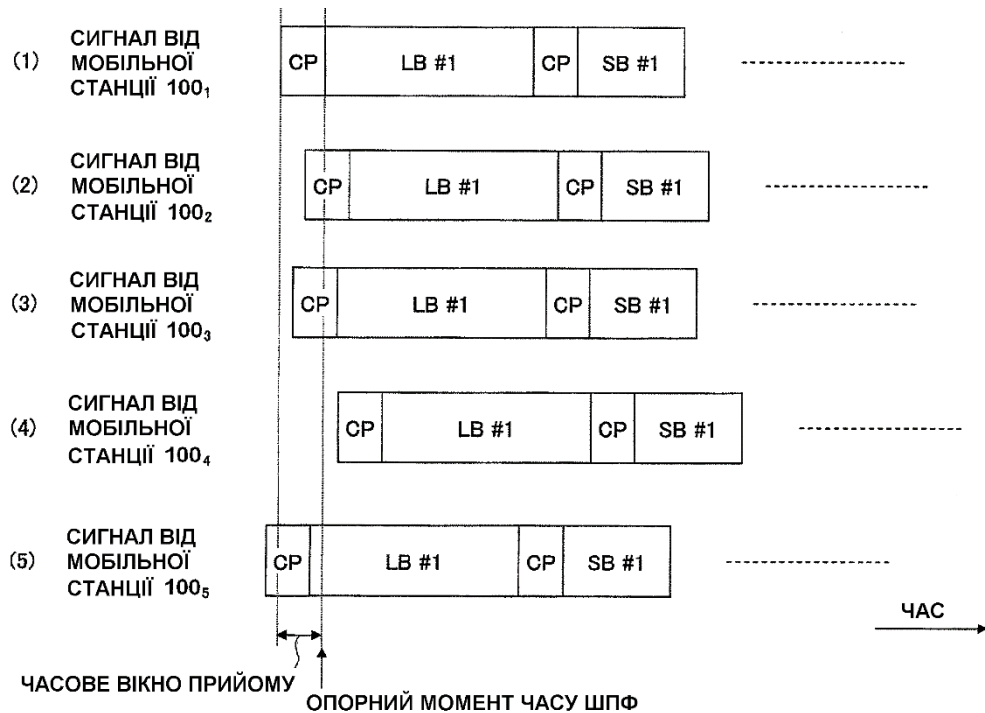 (1) СИГНАЛ ВІД
МОБІЛЬНОЇ
СТАНЦІЇ 100₁
CP LB #1 CP SB #1
(2) СИГНАЛ ВІД
МОБІЛЬНОЇ
СТАНЦІЇ 100₂
CP LB #1 CP SB #1
(3) СИГНАЛ ВІД
МОБІЛЬНОЇ
СТАНЦІЇ 100₃
CP LB #1 CP SB #1
(4) СИГНАЛ ВІД
МОБІЛЬНОЇ
СТАНЦІЇ 100₄
CP LB #1 CP SB #1
(5) СИГНАЛ ВІД
МОБІЛЬНОЇ
СТАНЦІЇ 100₅
CP LB #1 CP SB #1
ЧАС
ЧАСОВЕ ВІКНО ПРИЙОМУ
ОПОРНИЙ МОМЕНТ ЧАСУ ШПФ